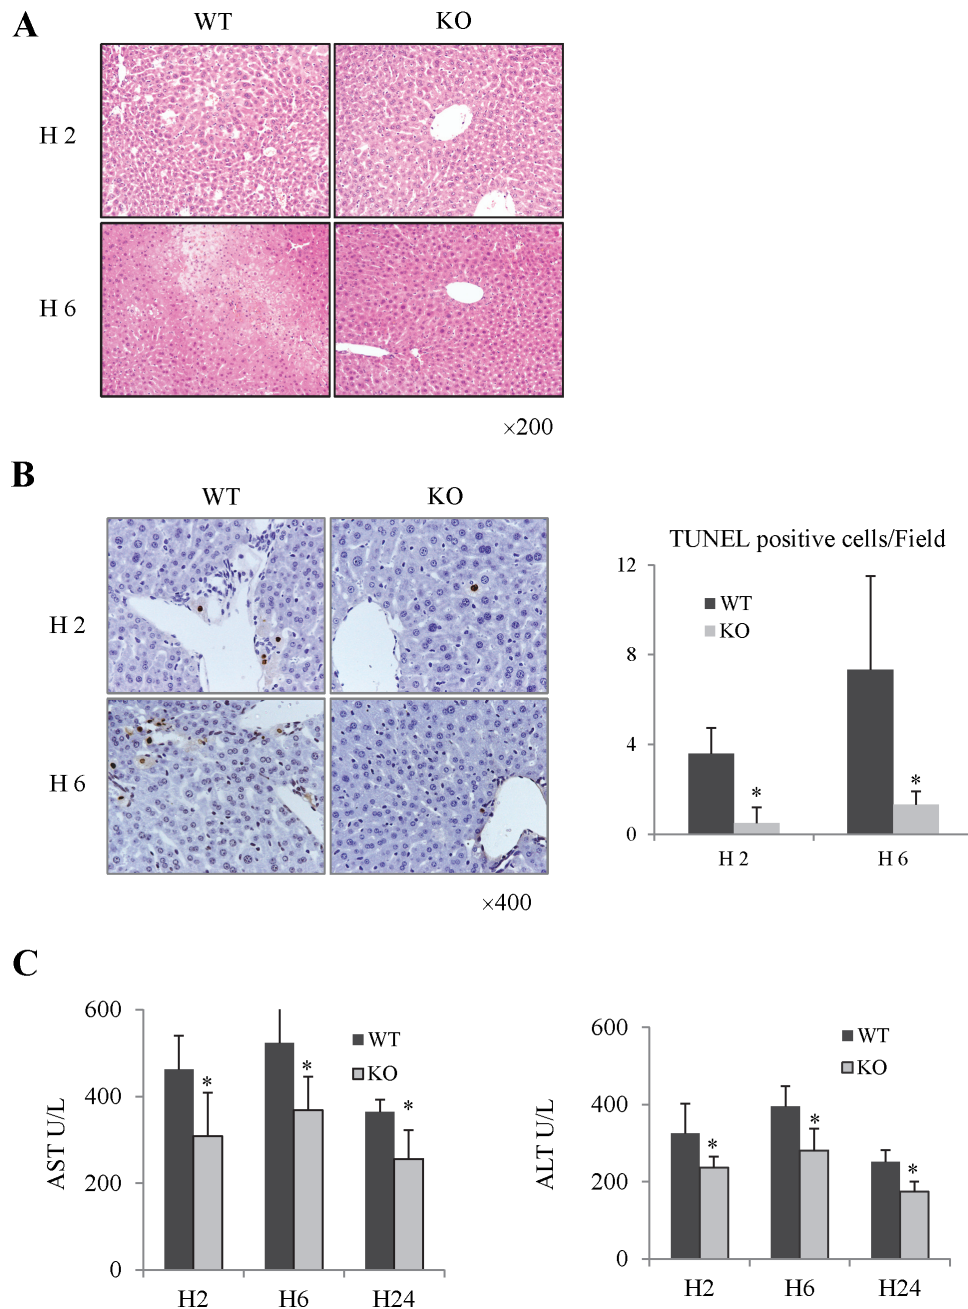 A
WT KO
H 2
H 6
×200
B
WT KO
H 2
H 6
×400
TUNEL positive cells/Field
12
8
4
0
WT
KO
*
*
H 2 H 6
C
AST U/L
600
400
200
0
WT
KO
*
*
*
H2 H6 H24
ALT U/L
600
400
200
0
WT
KO
*
*
*
H2 H6 H24